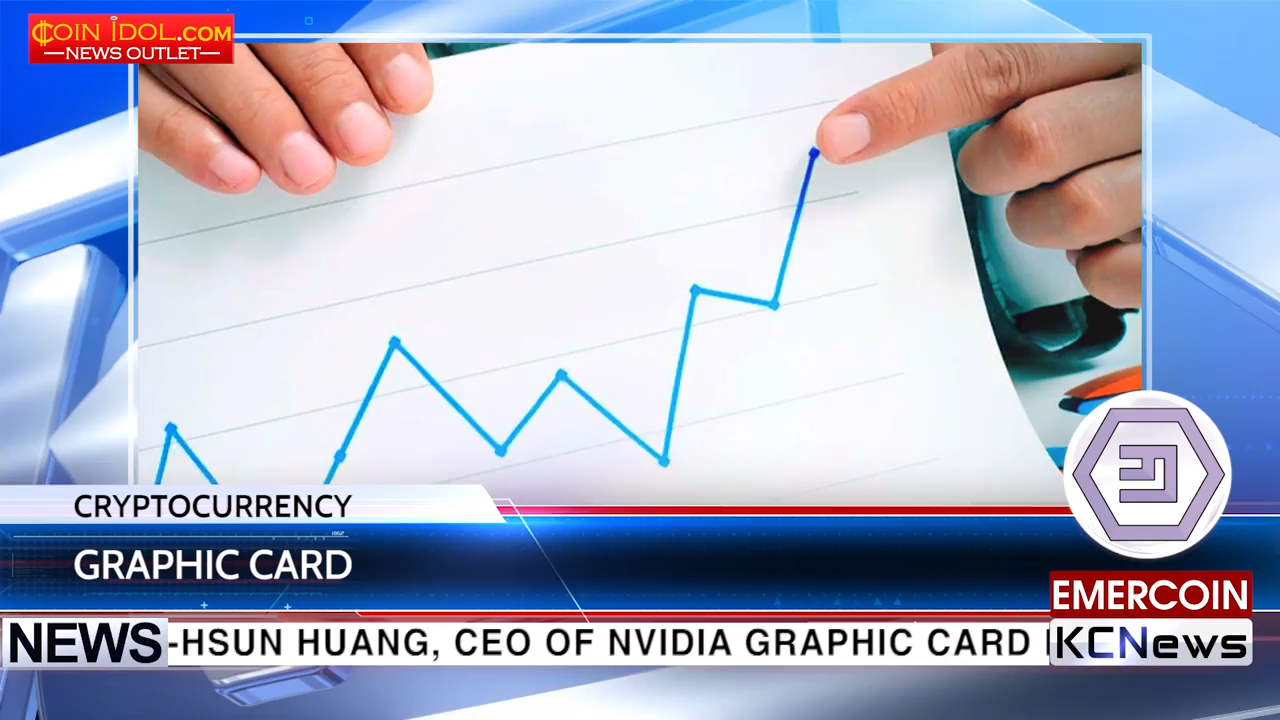 COIN IDOL.COM
NEWS OUTLET
CRYPTOCURRENCY
GRAPHIC CARD
EMERCOIN
NEWS
-HSUN HUANG, CEO OF NVIDIA GRAPHIC CARD
KCNews